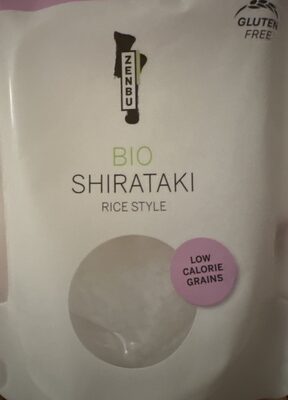 GLUTEN
FREE
ZENBU
BIO
SHIRATAKI
RICE STYLE
LOW
CALORIE
GRAINS